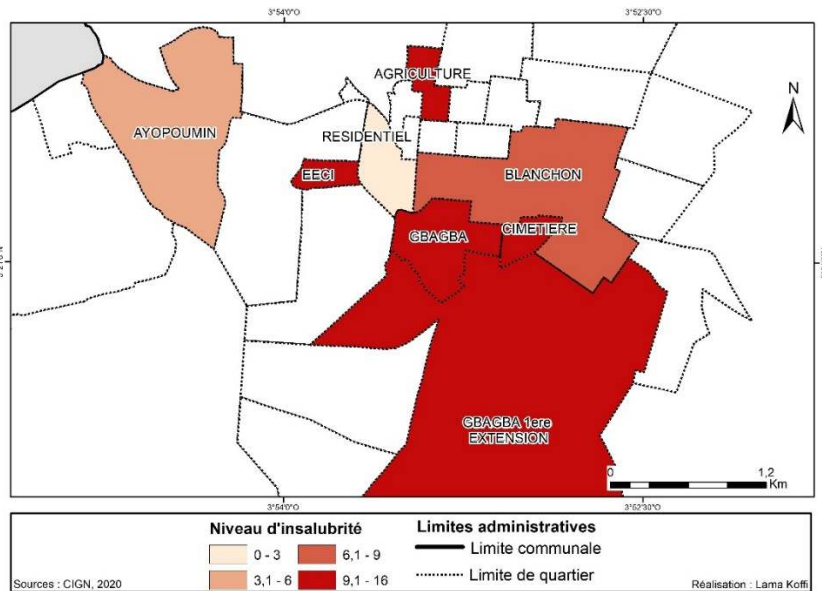 3°54'0"O 3°52'30"O
N
AGRICULTURE
AYOPOUMIN
RESIDENTIEL
EECI
BLANCHON
CIMETIERE
GBAGBA
GBAGBA 1ere
EXTENSION
0 1,2
Km
3°54'0"O 3°52'30"O
Niveau d'insalubrité Limites administratives
0 - 3 6,1 - 9 Limite communale
3,1 - 6 9,1 - 16 Limite de quartier
Sources : CIGN, 2020 Réalisation : Lama Koffi